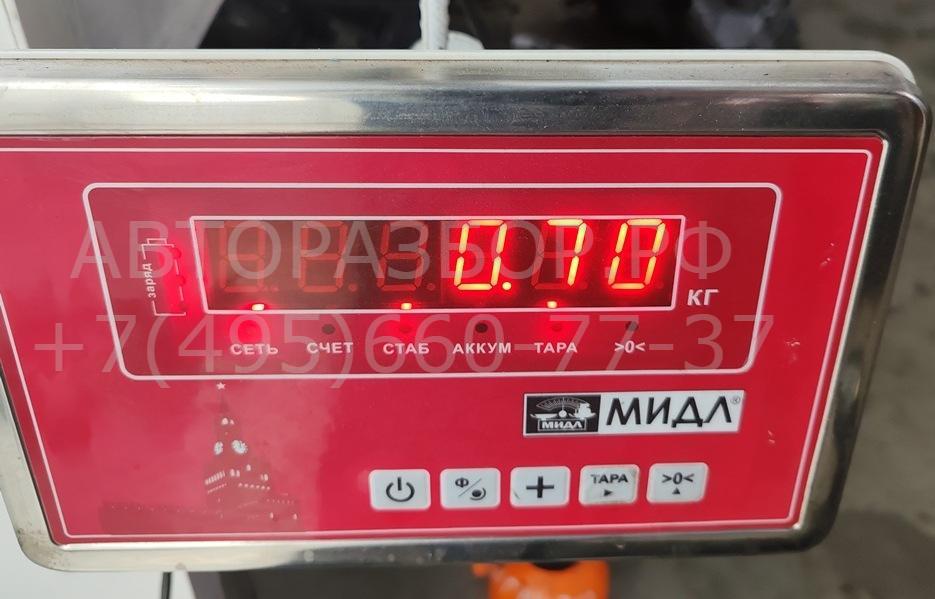 АВТОРАЗБОР.РФ
0.70
заряд
КГ
+7(495)660-77-37
СЕТЬ СЧЕТ СТАБ АККУМ ТАРА >0<
МИДЛ МИДЛ®
Ф + ТАРА >0<